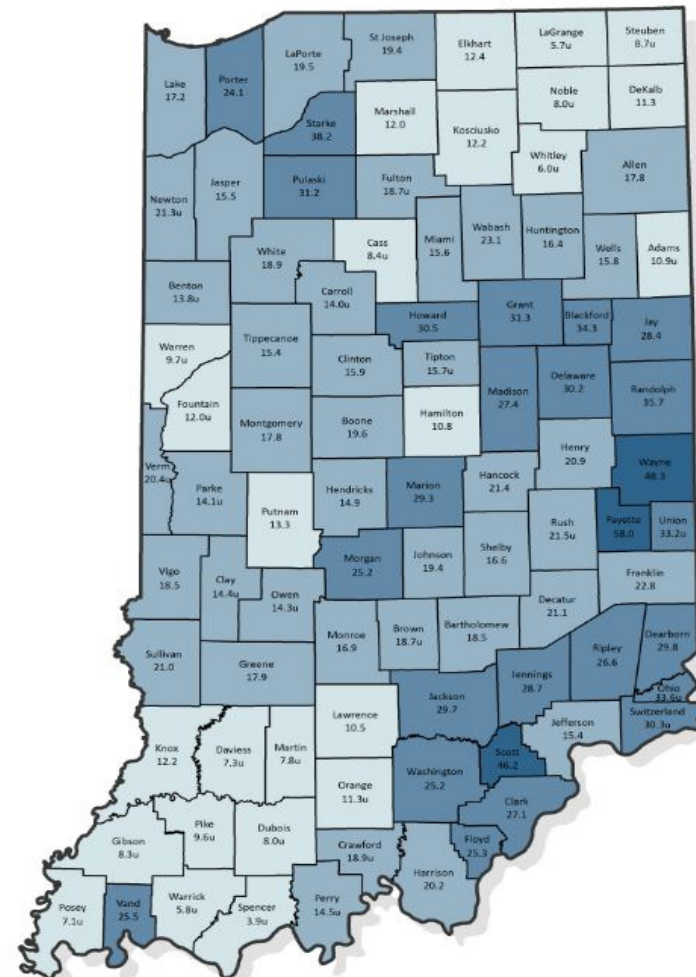 St Joseph
19.4
Elkhart
12.4
LaGrange
5.7u
Steuben
8.7u
LaPorte
19.5
Lake
17.2
Porter
24.1
Noble
8.0u
DeKalb
11.3
Marshall
12.0
Starke
38.2
Kosciusko
12.2
Whitley
6.0u
Allen
17.8
Newton
21.3u
Jasper
15.5
Pulaski
31.2
Fulton
18.7u
Miami
15.6
Wabash
23.1
Huntington
16.4
Wells
15.8
Adams
10.9u
White
18.9
Cass
8.4u
Benton
13.8u
Carroll
14.0u
Howard
30.5
Grant
31.3
Blackford
34.3
Jay
28.4
Warren
9.7u
Tippecanoe
15.4
Clinton
15.9
Tipton
15.7u
Madison
27.4
Delaware
30.2
Randolph
35.7
Fountain
12.0u
Montgomery
17.8
Boone
19.6
Hamilton
10.8
Henry
20.9
Wayne
48.3
Verm
20.4u
Parke
14.1u
Putnam
13.3
Hendricks
14.9
Marion
29.3
Hancock
21.4
Rush
21.5u
Fayette
58.0
Union
33.2u
Vigo
18.5
Clay
14.4u
Owen
14.3u
Morgan
25.2
Johnson
19.4
Shelby
16.6
Decatur
21.1
Franklin
22.8
Sullivan
21.0
Greene
17.9
Monroe
16.9
Brown
18.7u
Bartholomew
18.5
Jennings
28.7
Ripley
26.6
Dearborn
29.8
Ohio
33.6u
Switzerland
30.3u
Jackson
29.7
Jefferson
15.4
Lawrence
10.5
Knox
12.2
Daviess
7.3u
Martin
7.8u
Scott
46.2
Washington
25.2
Orange
11.3u
Clark
27.1
Pike
9.6u
Dubois
8.0u
Gibson
8.3u
Crawford
18.9u
Floyd
25.3
Harrison
20.2
Posey
7.1u
Vand
25.5
Warrick
5.8u
Spencer
3.9u
Perry
14.5u